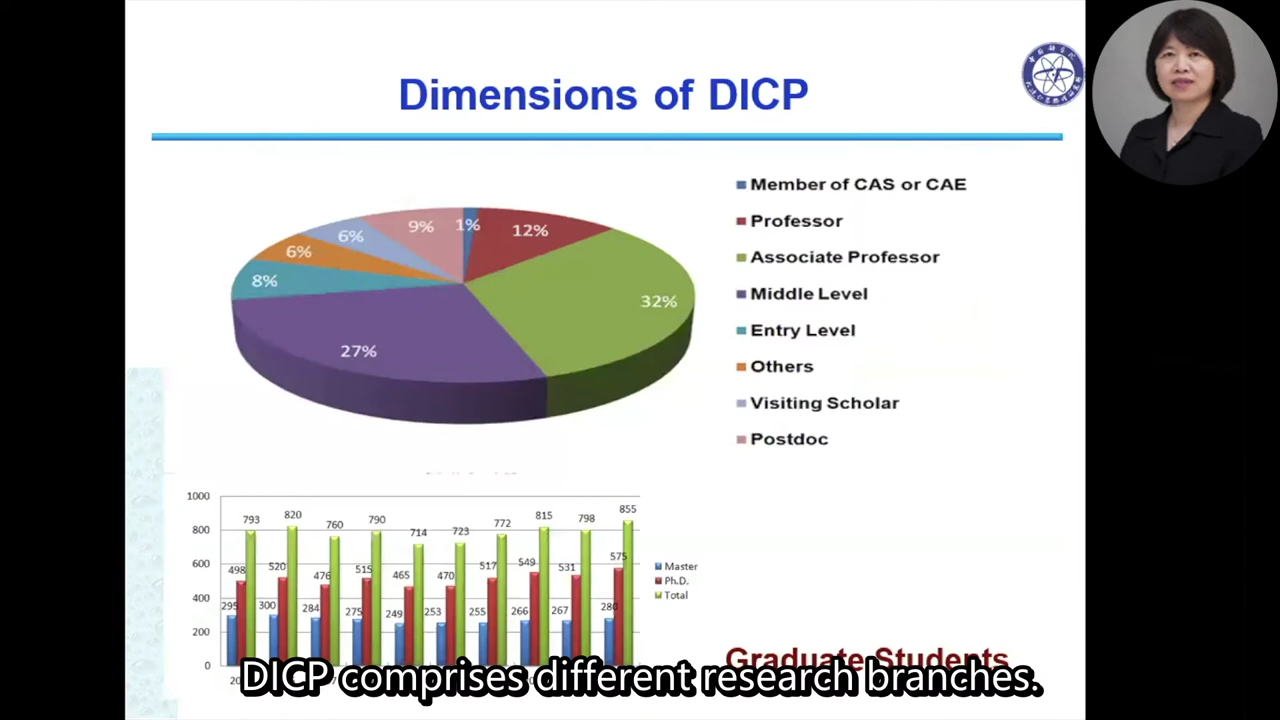 Dimensions of DICP
Member of CAS or CAE
Professor
Associate Professor
Middle Level
Entry Level
Others
Visiting Scholar
Postdoc
9% 1% 12%
6%
6%
8%
32%
27%
1000
800
600
400
200
0
793 820 760 790 714 723 772 815 798 855
498 520 476 515 465 470 517 549 531 575
295 300 284 275 249 253 255 266 267 280
Master
Ph.D.
Total
Graduate Students
DICP comprises different research branches.